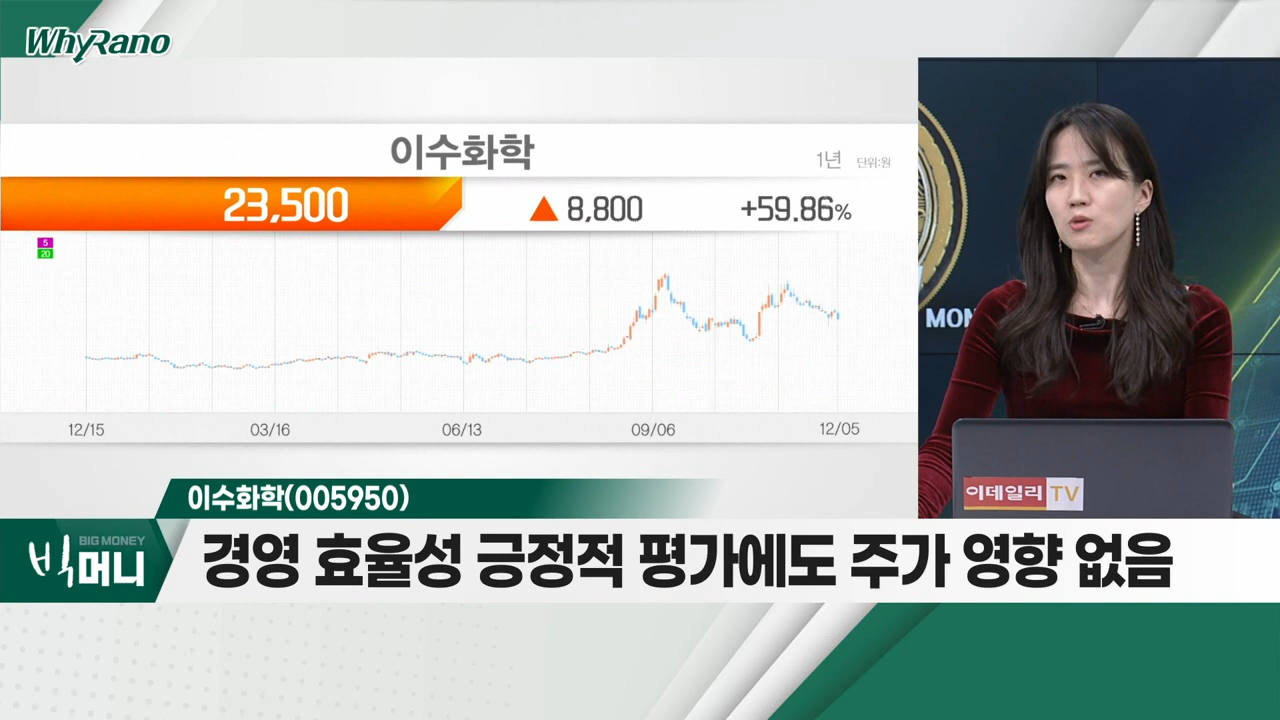 WhyRano
이수화학
1년 단위:원
23,500 ▲ 8,800 +59.86%
5
20
12/15 03/16 06/13 09/06 12/05
MON
이데일리 TV
이수화학(005950)
BIG MONEY
빅머니
경영 효율성 긍정적 평가에도 주가 영향 없음